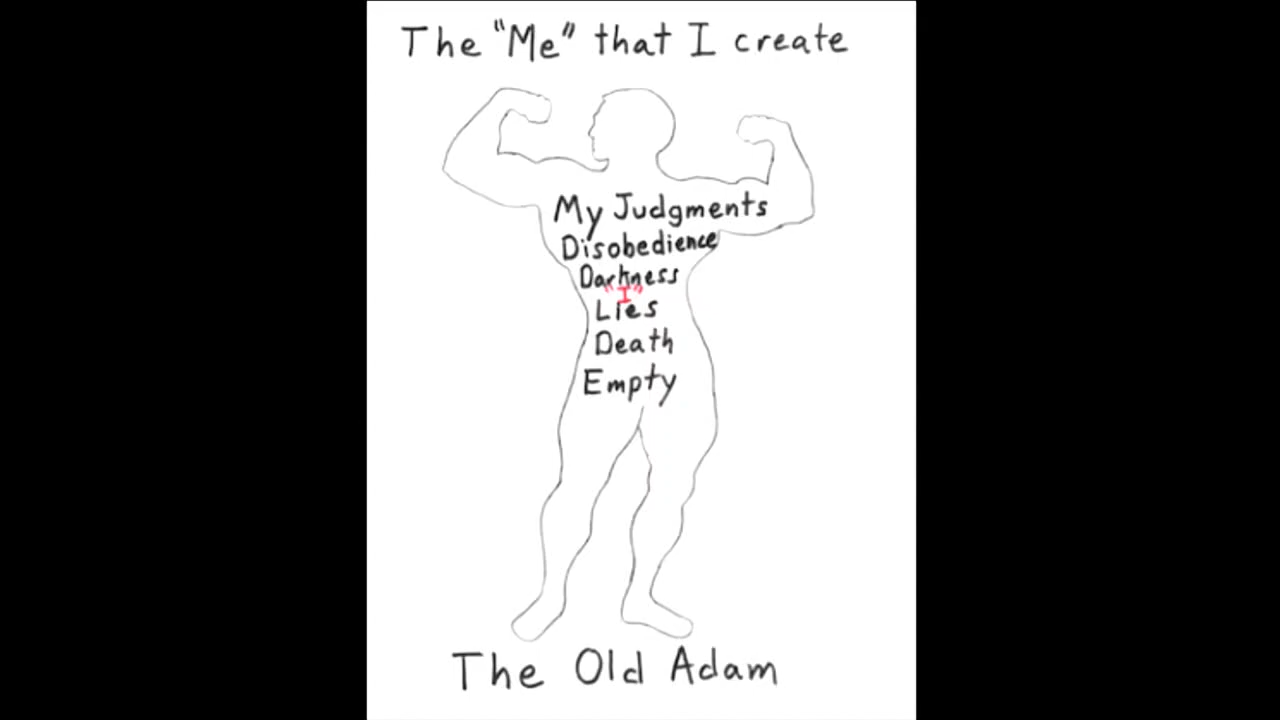 The "Me" that I create
My Judgments
Disobedience
Darkness
"I"
Lies
Death
Empty
The Old Adam